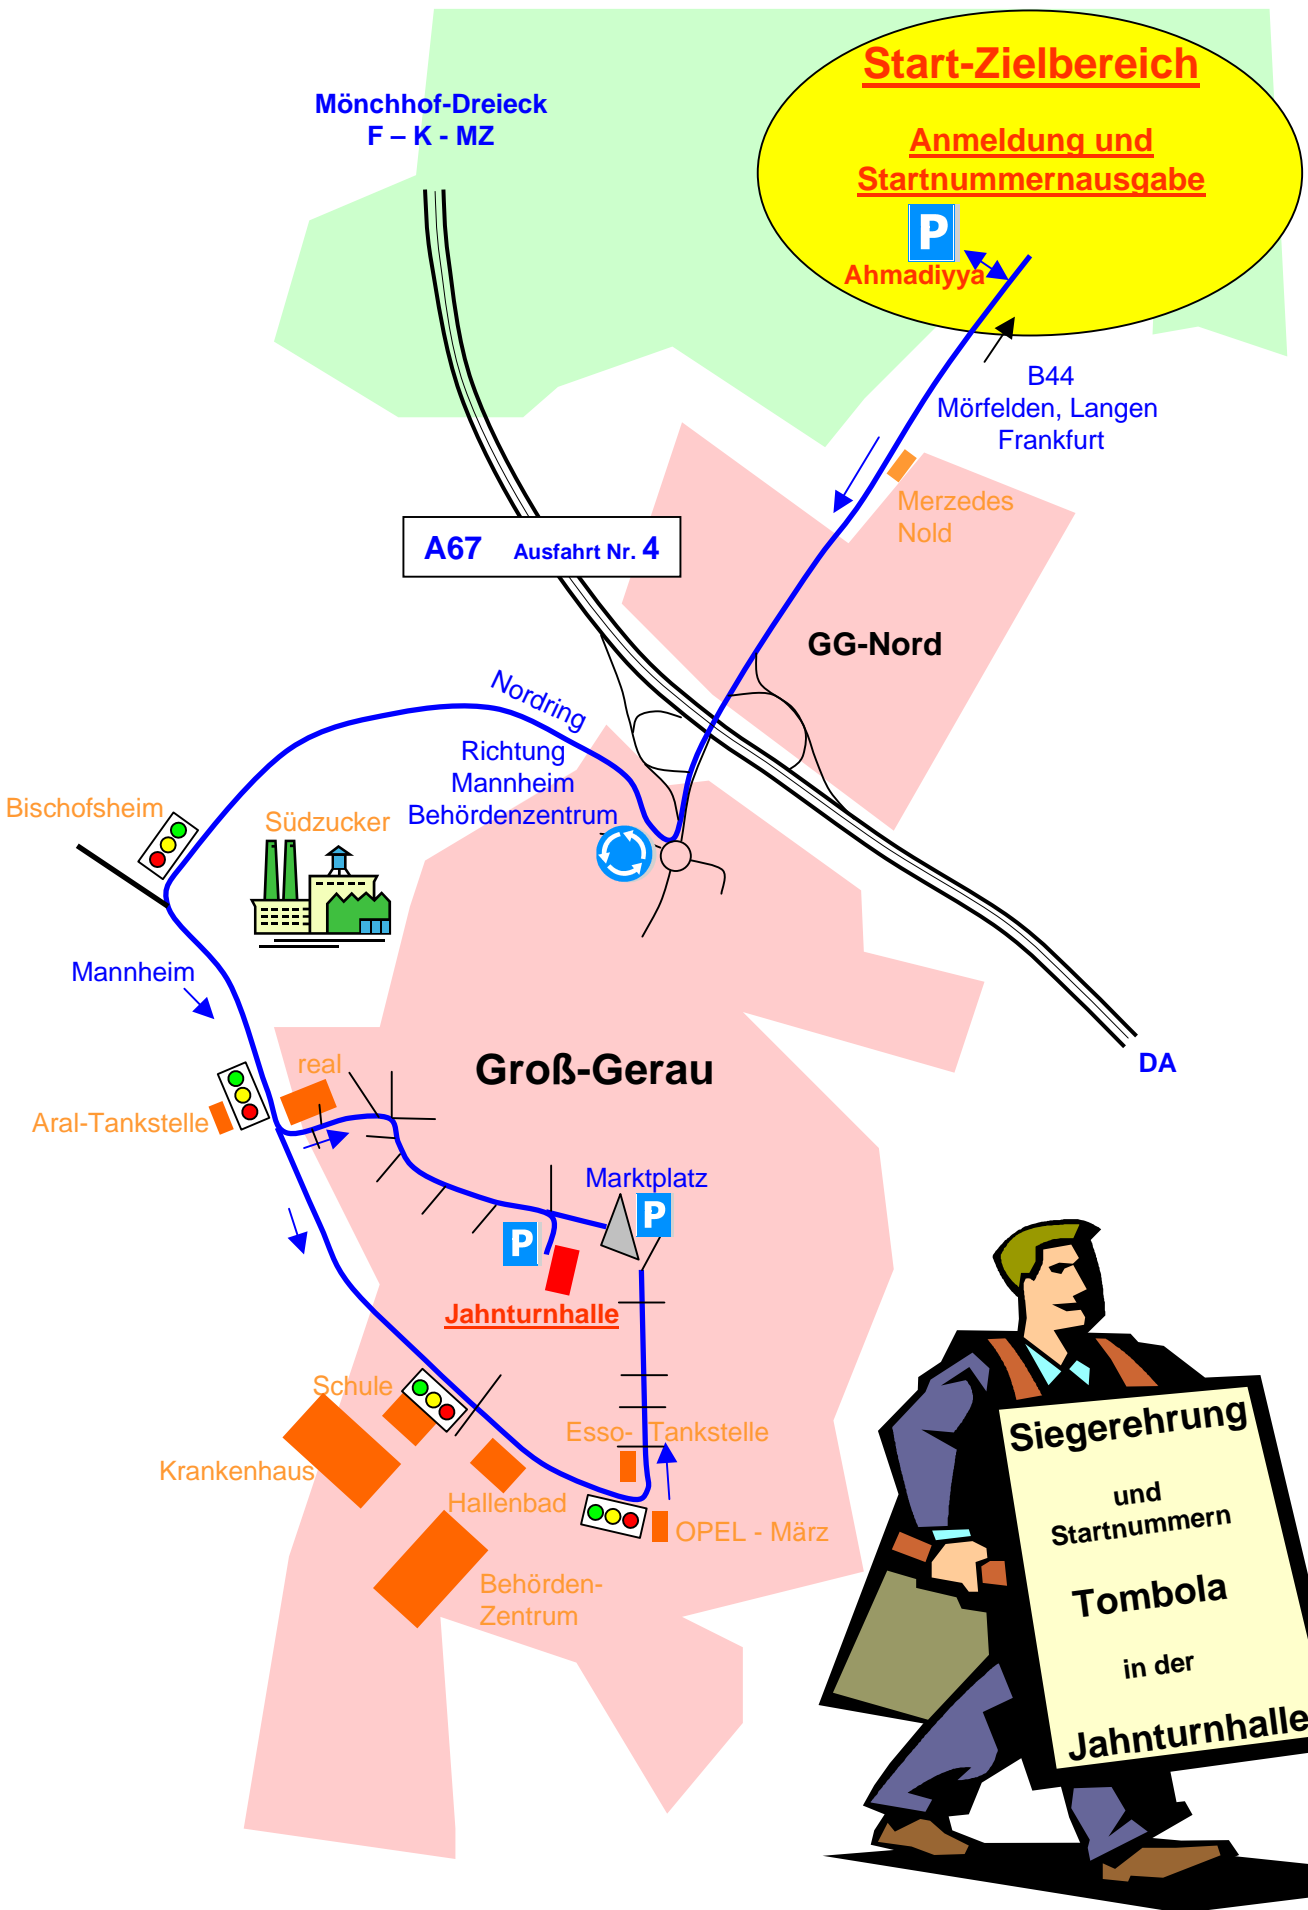 Start-Zielbereich
Mönchhof-Dreieck
F – K - MZ
Anmeldung und
Startnummernausgabe
P
Ahmadiyya
B44
Mörfelden, Langen
Frankfurt
Merzedes
Nold
A67 Ausfahrt Nr. 4
GG-Nord
Nordring
Richtung
Mannheim
Behördenzentrum
Bischofsheim
Südzucker
Mannheim
Groß-Gerau
DA
real
Aral-Tankstelle
Marktplatz
P
P
Jahnturnhalle
Schule
Esso- Tankstelle
Krankenhaus
Hallenbad
OPEL - März
Behörden-
Zentrum
Siegerehrung
und
Startnummern
Tombola
in der
Jahnturnhalle